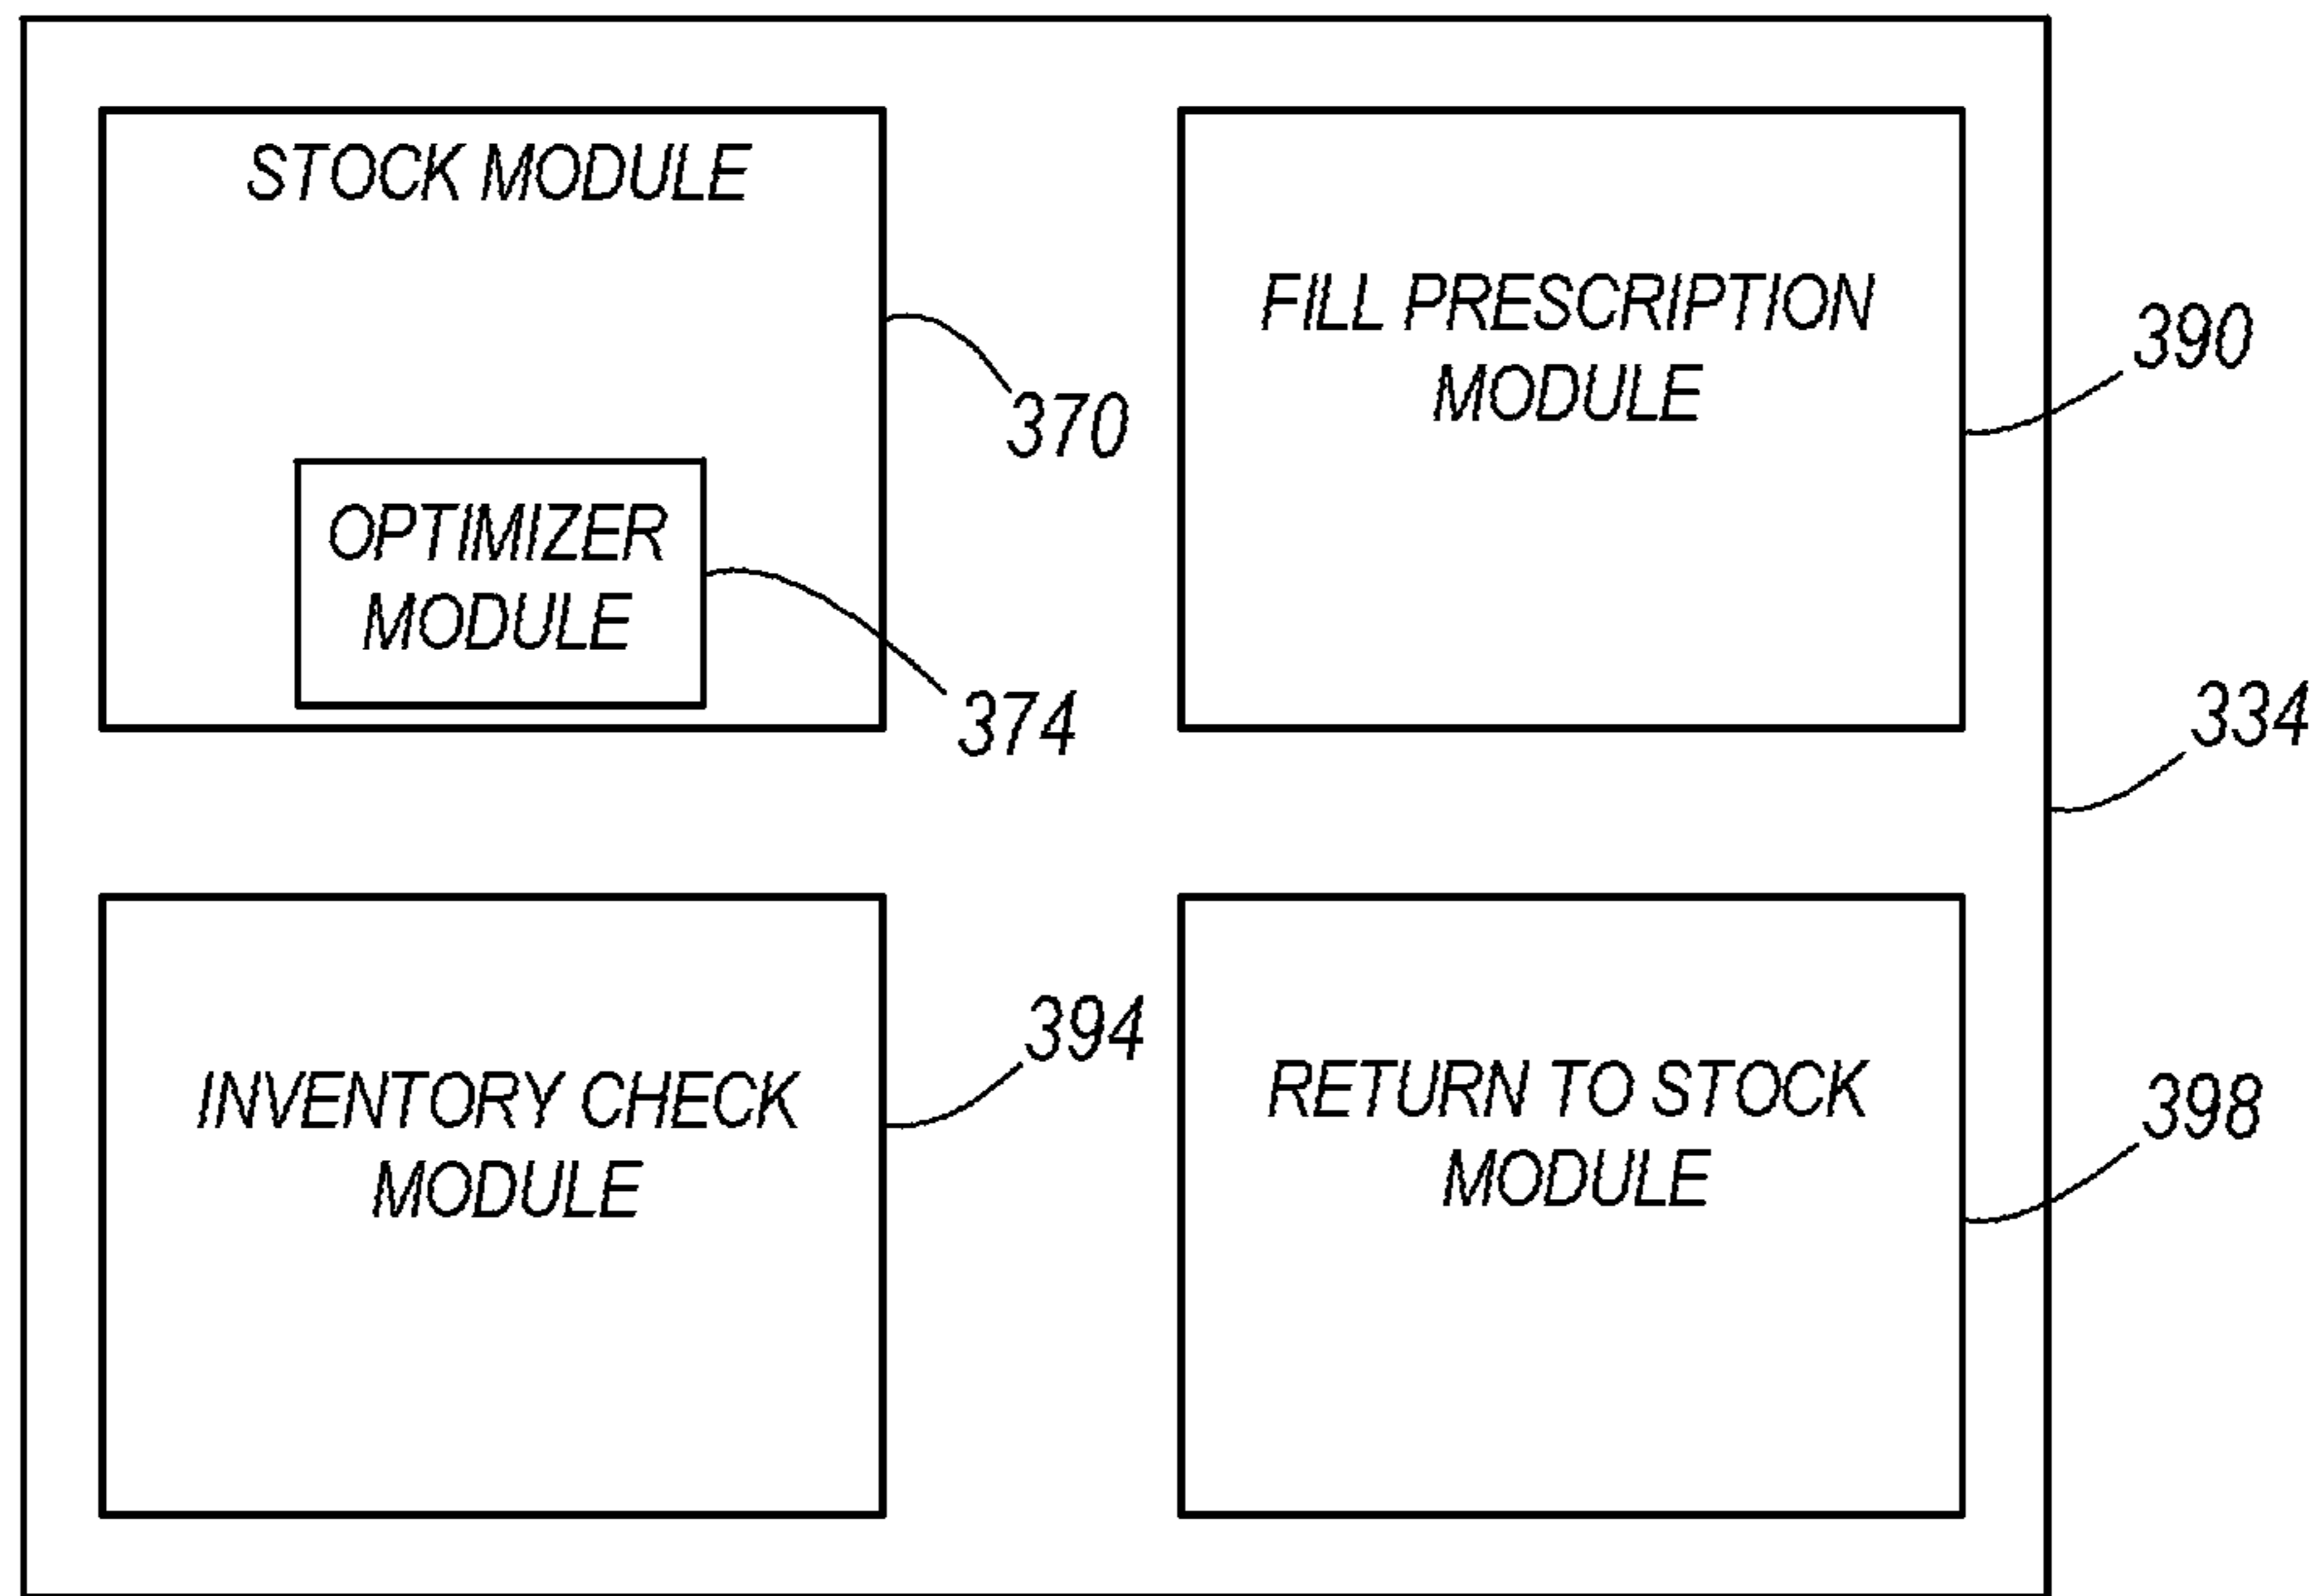 STOCK MODULE
370
OPTIMIZER
MODULE
374
FILL PRESCRIPTION
MODULE
390
334
INVENTORY CHECK
MODULE
394
RETURN TO STOCK
MODULE
398